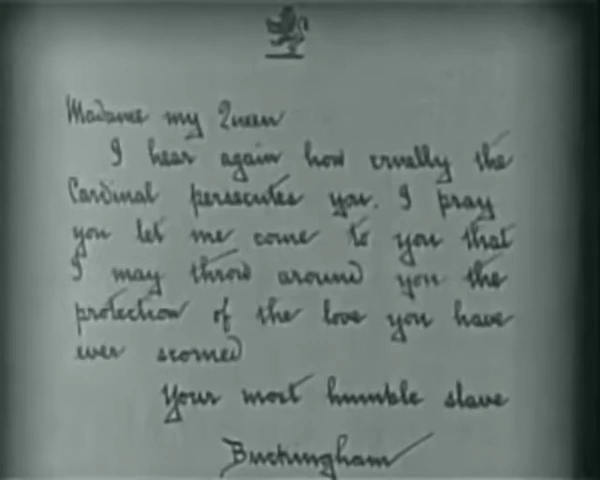 Madame my Queen
I hear again how cruelly the
Cardinal persecutes you. I pray
you let me come to you that
I may throw around you the
protection of the love you have
ever scorned
Your most humble slave
Buckingham